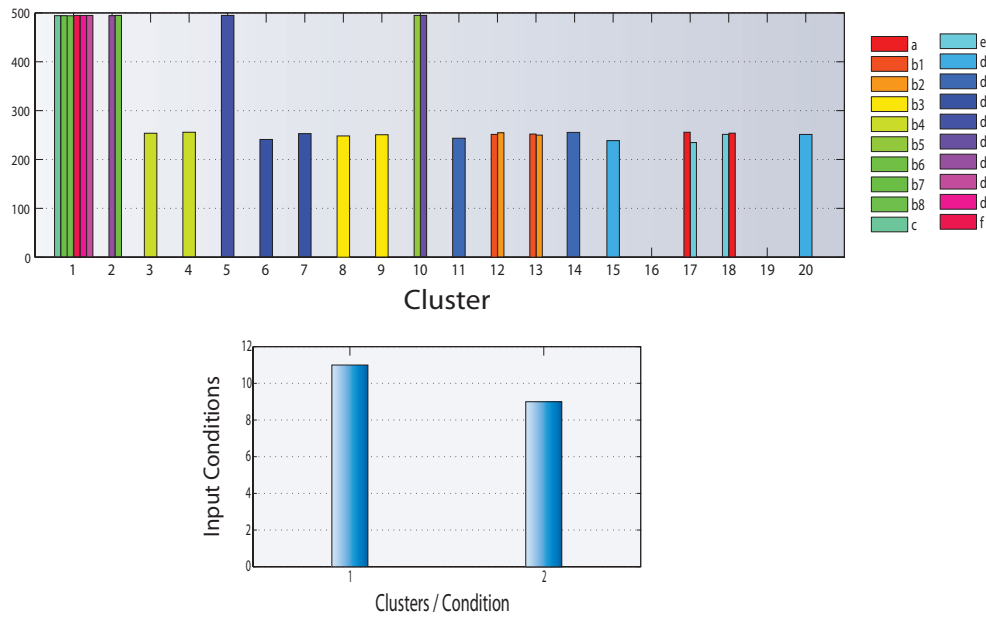 500
400
300
200
100
0
1 2 3 4 5 6 7 8 9 10 11 12 13 14 15 16 17 18 19 20
Cluster
a
b1
b2
b3
b4
b5
b6
b7
b8
c
e
d
d
d
d
d
d
d
d
f
12
10
8
6
4
2
0
Input Conditions
1 2
Clusters / Condition